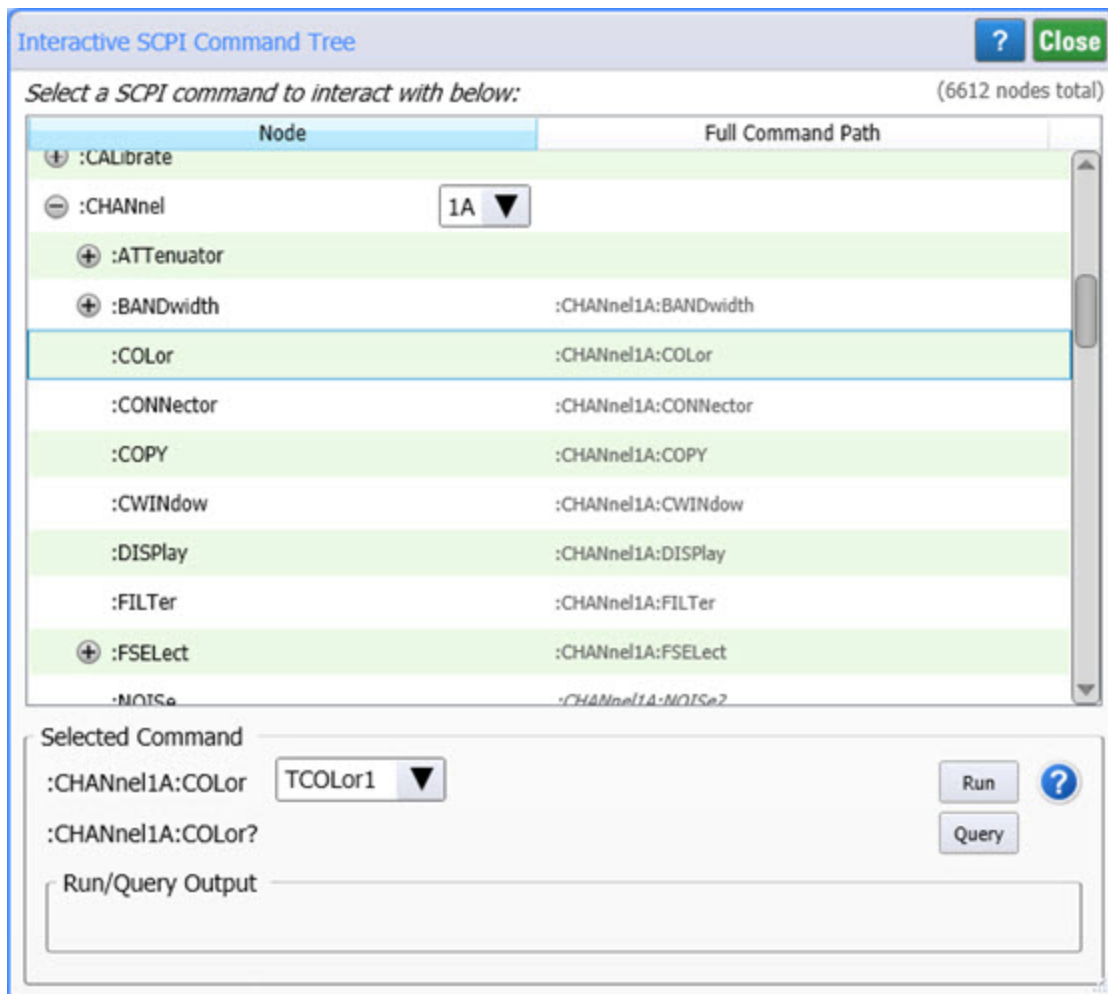 Interactive SCPI Command Tree ? Close
Select a SCPI command to interact with below: (6612 nodes total)
Node Full Command Path
:CALibrate
:CHANnel 1A
:ATTenuator
:BANDwidth :CHANnel1A:BANDwidth
:COLor :CHANnel1A:COLor
:CONNector :CHANnel1A:CONNector
:COPY :CHANnel1A:COPY
:CWINdow :CHANnel1A:CWINdow
:DISPlay :CHANnel1A:DISPlay
:FILTer :CHANnel1A:FILTer
:FSELect :CHANnel1A:FSELect
:NOISe :CHANnel1A:NOISe?
Selected Command
:CHANnel1A:COLor TCOLor1 Run ?
:CHANnel1A:COLor? Query
Run/Query Output